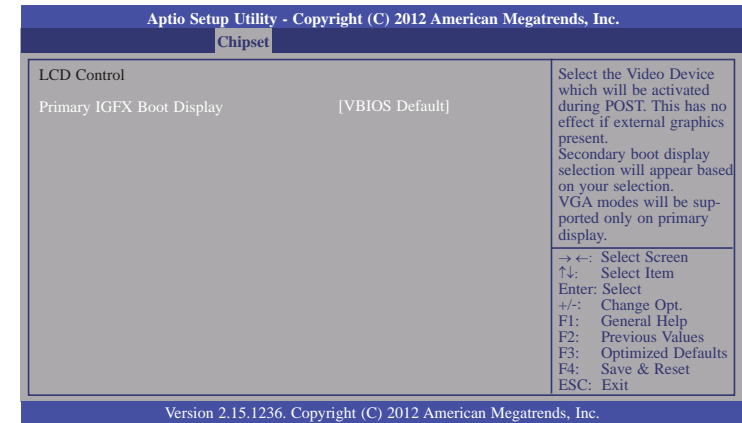 Aptio Setup Utility - Copyright (C) 2012 American Megatrends, Inc.
Chipset
LCD Control
Primary IGFX Boot Display [VBIOS Default]
Select the Video Device
which will be activated
during POST. This has no
effect if external graphics
present.
Secondary boot display
selection will appear based
on your selection.
VGA modes will be sup-
ported only on primary
display.
→←: Select Screen
↑↓: Select Item
Enter: Select
+/-: Change Opt.
F1: General Help
F2: Previous Values
F3: Optimized Defaults
F4: Save & Reset
ESC: Exit
Version 2.15.1236. Copyright (C) 2012 American Megatrends, Inc.